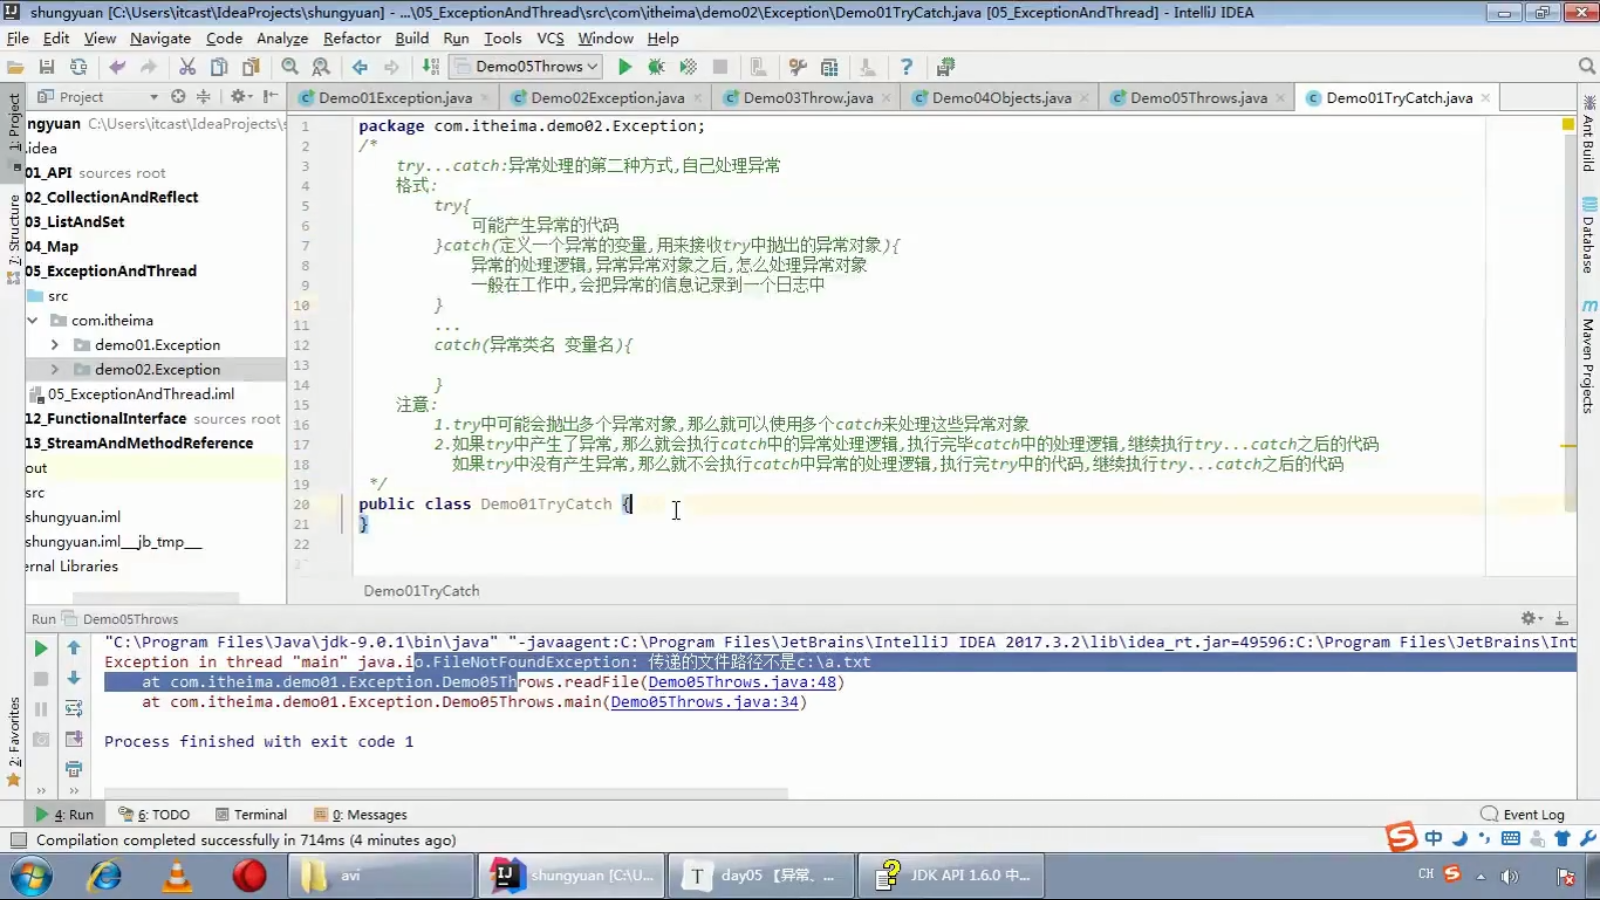 shungyuan [C:\Users\itcast\IdeaProjects\shungyuan] - ...\05_ExceptionAndThread\src\com\itheima\demo02\Exception\Demo01TryCatch.java [05_ExceptionAndThread] - IntelliJ IDEA
File Edit View Navigate Code Analyze Refactor Build Run Tools VCS Window Help
Demo05Throws
Project
Demo01Exception.java Demo02Exception.java Demo03Throw.java Demo04Objects.java Demo05Throws.java Demo01TryCatch.java
1: Project
7: Structure
2: Favorites
Ant Build
Database
Maven Projects
ngyuan C:\Users\itcast\IdeaProjects\s
.idea
01_API sources root
02_CollectionAndReflect
03_ListAndSet
04_Map
05_ExceptionAndThread
src
com.itheima
demo01.Exception
demo02.Exception
05_ExceptionAndThread.iml
12_FunctionalInterface sources root
13_StreamAndMethodReference
out
src
shungyuan.iml
shungyuan.iml__jb_tmp__
ernal Libraries
1 package com.itheima.demo02.Exception;
2 /*
3 try...catch:异常处理的第二种方式,自己处理异常
4 格式:
5 try{
6 可能产生异常的代码
7 }catch(定义一个异常的变量,用来接收try中抛出的异常对象){
8 异常的处理逻辑,异常异常对象之后,怎么处理异常对象
9 一般在工作中,会把异常的信息记录到一个日志中
10 }
11 ...
12 catch(异常类名 变量名){
13
14 }
15 注意:
16 1.try中可能会抛出多个异常对象,那么就可以使用多个catch来处理这些异常对象
17 2.如果try中产生了异常,那么就会执行catch中的异常处理逻辑,执行完毕catch中的处理逻辑,继续执行try...catch之后的代码
18 如果try中没有产生异常,那么就不会执行catch中异常的处理逻辑,执行完try中的代码,继续执行try...catch之后的代码
19 */
20 public class Demo01TryCatch {
21 }
22
Demo01TryCatch
Run Demo05Throws
"C:\Program Files\Java\jdk-9.0.1\bin\java" "-javaagent:C:\Program Files\JetBrains\IntelliJ IDEA 2017.3.2\lib\idea_rt.jar=49596:C:\Program Files\JetBrains\Int
Exception in thread "main" java.io.FileNotFoundException: 传递的文件路径不是c:\a.txt
at com.itheima.demo01.Exception.Demo05Throws.readFile(Demo05Throws.java:48)
at com.itheima.demo01.Exception.Demo05Throws.main(Demo05Throws.java:34)
Process finished with exit code 1
4: Run 6: TODO Terminal 0: Messages Event Log
Compilation completed successfully in 714ms (4 minutes ago)
中
avi shungyuan [C:\U... day05 【异常、... JDK API 1.6.0 中...
CH